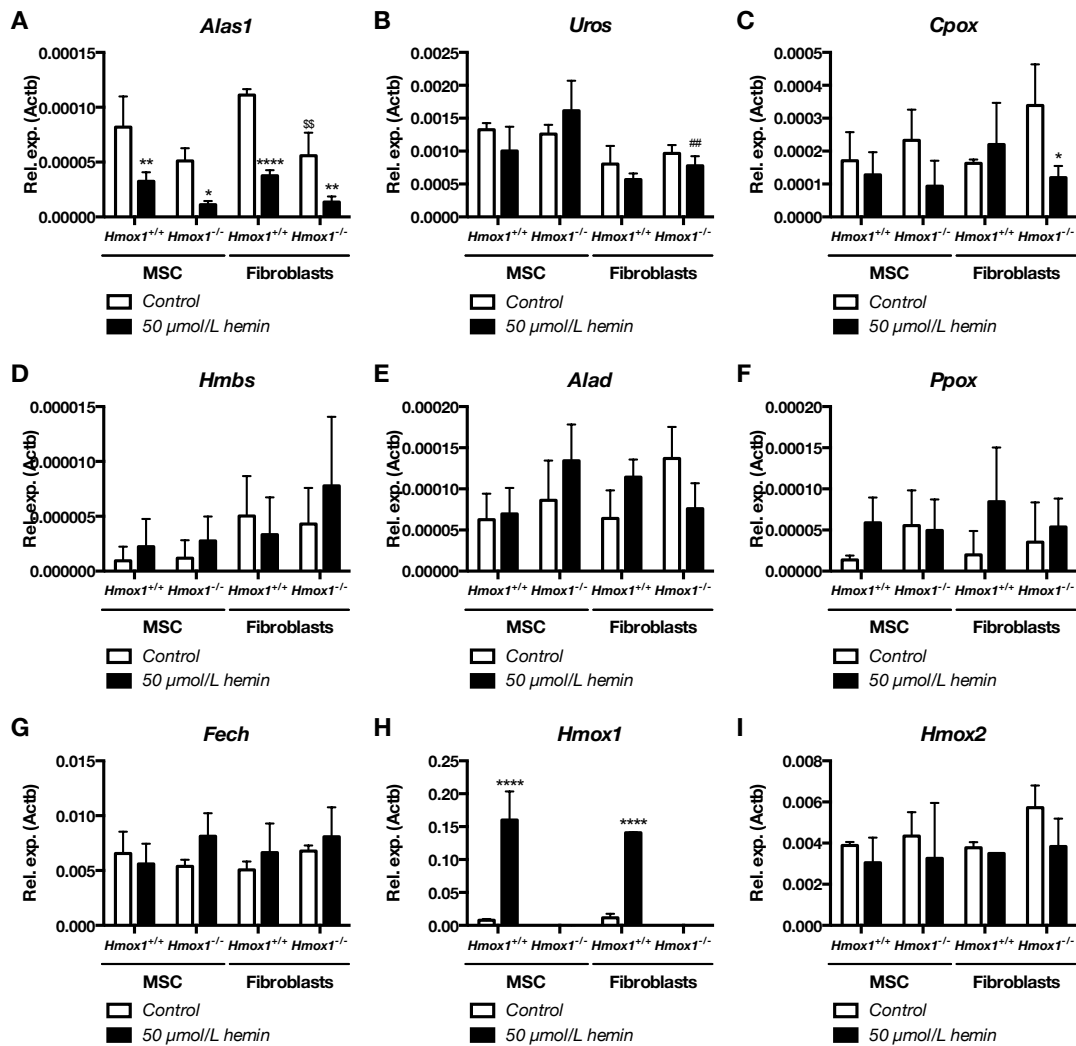 A
Alas1
Rel. exp. (Actb)
0.00015
0.00010
0.00005
0.00000
**
*
****
$$
**
Hmox1+/+ Hmox1-/- Hmox1+/+ Hmox1-/-
MSC Fibroblasts
Control
50 µmol/L hemin
B
Uros
Rel. exp. (Actb)
0.0025
0.0020
0.0015
0.0010
0.0005
0.0000
##
Hmox1+/+ Hmox1-/- Hmox1+/+ Hmox1-/-
MSC Fibroblasts
Control
50 µmol/L hemin
C
Cpox
Rel. exp. (Actb)
0.0005
0.0004
0.0003
0.0002
0.0001
0.0000
*
Hmox1+/+ Hmox1-/- Hmox1+/+ Hmox1-/-
MSC Fibroblasts
Control
50 µmol/L hemin
D
Hmbs
Rel. exp. (Actb)
0.000015
0.000010
0.000005
0.000000
Hmox1+/+ Hmox1-/- Hmox1+/+ Hmox1-/-
MSC Fibroblasts
Control
50 µmol/L hemin
E
Alad
Rel. exp. (Actb)
0.00020
0.00015
0.00010
0.00005
0.00000
Hmox1+/+ Hmox1-/- Hmox1+/+ Hmox1-/-
MSC Fibroblasts
Control
50 µmol/L hemin
F
Ppox
Rel. exp. (Actb)
0.00020
0.00015
0.00010
0.00005
0.00000
Hmox1+/+ Hmox1-/- Hmox1+/+ Hmox1-/-
MSC Fibroblasts
Control
50 µmol/L hemin
G
Fech
Rel. exp. (Actb)
0.015
0.010
0.005
0.000
Hmox1+/+ Hmox1-/- Hmox1+/+ Hmox1-/-
MSC Fibroblasts
Control
50 µmol/L hemin
H
Hmox1
Rel. exp. (Actb)
0.25
0.20
0.15
0.10
0.05
0.00
****
****
Hmox1+/+ Hmox1-/- Hmox1+/+ Hmox1-/-
MSC Fibroblasts
Control
50 µmol/L hemin
I
Hmox2
Rel. exp. (Actb)
0.008
0.006
0.004
0.002
0.000
Hmox1+/+ Hmox1-/- Hmox1+/+ Hmox1-/-
MSC Fibroblasts
Control
50 µmol/L hemin